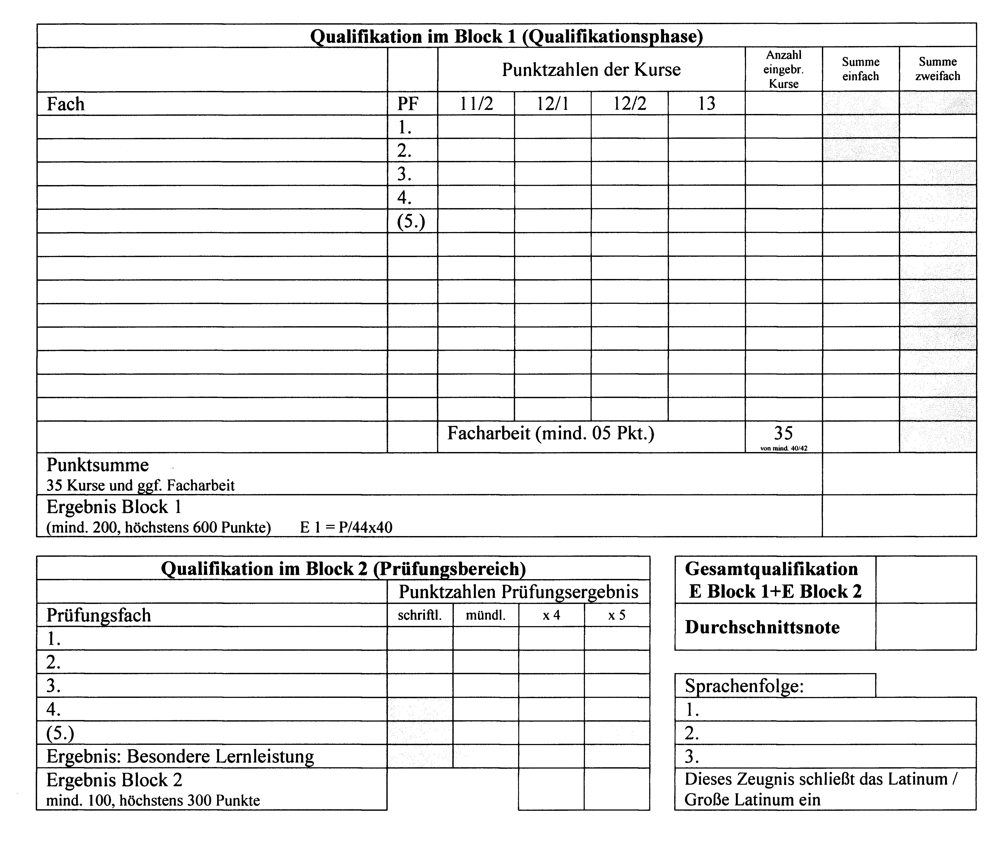 Qualifikation im Block 1 (Qualifikationsphase)
Punktzahlen der Kurse
Anzahl
eingebr.
Kurse
Summe
einfach
Summe
zweifach
Fach PF 11/2 12/1 12/2 13
1.
2.
3.
4.
(5.)
Facharbeit (mind. 05 Pkt.) 35
von mind. 40/42
Punktsumme
35 Kurse und ggf. Facharbeit
Ergebnis Block 1
(mind. 200, höchstens 600 Punkte) E 1 = P/44x40
Qualifikation im Block 2 (Prüfungsbereich)
Punktzahlen Prüfungsergebnis
Prüfungsfach schriftl. mündl. x 4 x 5
1.
2.
3.
4.
(5.)
Ergebnis: Besondere Lernleistung
Ergebnis Block 2
mind. 100, höchstens 300 Punkte
Gesamtqualifikation
E Block 1+E Block 2
Durchschnittsnote
Sprachenfolge:
1.
2.
3.
Dieses Zeugnis schließt das Latinum /
Große Latinum ein